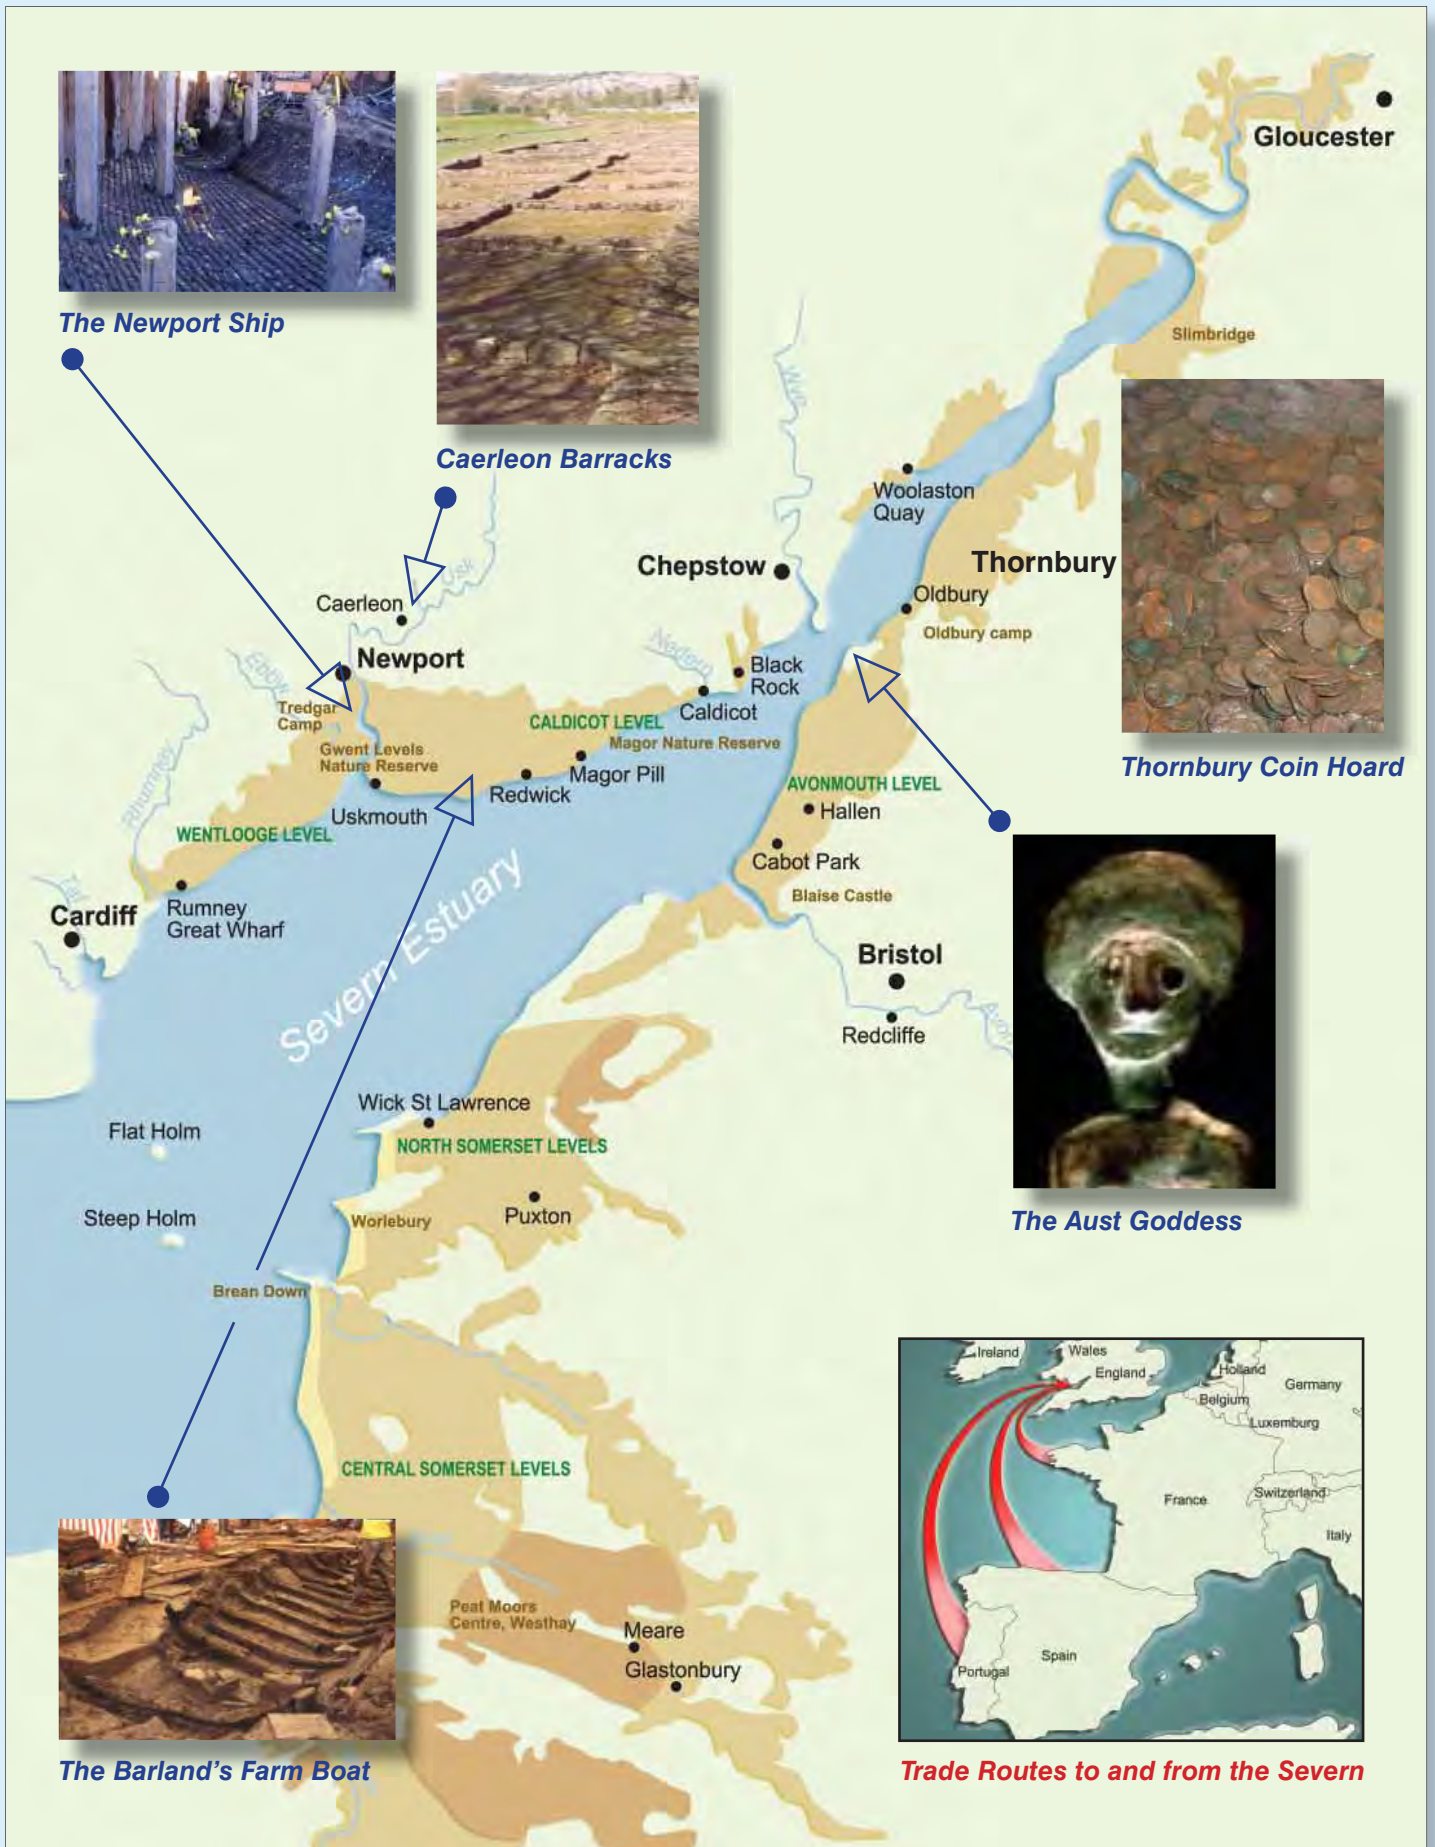 Gloucester
The Newport Ship
Slimbridge
Wye
Caerleon Barracks
Woolaston
Quay
Chepstow
Thornbury
Usk
Caerleon
Oldbury
Oldbury camp
Newport
Ebbw
Black
Rock
Tredgar
Camp
CALDICOT LEVEL
Caldicot
Gwent Levels
Nature Reserve
Magor Nature Reserve
Magor Pill
Thornbury Coin Hoard
Redwick
AVONMOUTH LEVEL
Hallen
Rhumney
Uskmouth
WENTLOOGE LEVEL
Cabot Park
Blaise Castle
Cardiff
Rumney
Great Wharf
Severn Estuary
Bristol
Redcliffe
Avon
Wick St Lawrence
Flat Holm
NORTH SOMERSET LEVELS
Steep Holm
Worlebury
Puxton
The Aust Goddess
Brean Down
Ireland
Wales
England
Holland
Germany
Belgium
Luxemburg
CENTRAL SOMERSET LEVELS
France
Switzerland
Italy
Peat Moors
Centre, Westhay
Meare
Glastonbury
Spain
Portugal
The Barland's Farm Boat
Trade Routes to and from the Severn